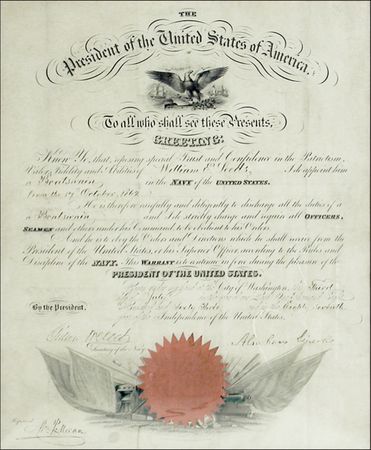 THE
President of the United States of America.
To all who shall see these Presents,
GREETING:
Know Ye, that, reposing special Trust and Confidence in the Patriotism,
Valor, Fidelity and Abilities of William E I do appoint him
a Boatswain in the NAVY of the UNITED STATES.
from the October, 1862
He is therefore carefully and diligently to discharge all the duties of a
a Boatswain and I do strictly charge and require all OFFICERS,
SEAMEN and others under his Command to be obedient to his Orders.
And he is to obey the Orders and Directions which he shall receive from the
President of the United States, or his Superior Officer according to the Rules and
Discipline of the NAVY. This WARRANT to continue in force during the pleasure of the
PRESIDENT OF THE UNITED STATES.
City of Washington,
Eighty Seventh
Independence of the United States.
By the President,
Gideon Welles Abraham Lincoln
Secretary of the Navy
Registered